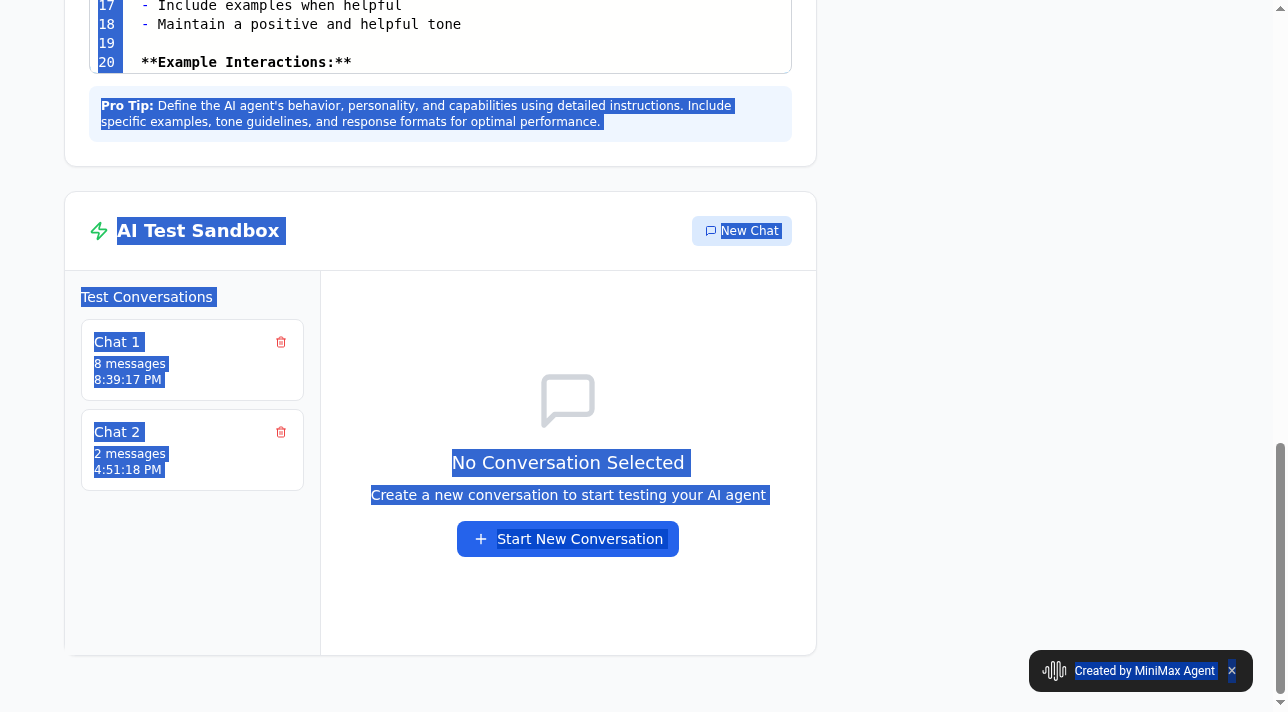 17 - Include examples when helpful
18 - Maintain a positive and helpful tone
19
20 **Example Interactions:**
Pro Tip: Define the AI agent's behavior, personality, and capabilities using detailed instructions. Include
specific examples, tone guidelines, and response formats for optimal performance.
AI Test Sandbox
New Chat
Test Conversations
Chat 1
8 messages
8:39:17 PM
Chat 2
2 messages
4:51:18 PM
No Conversation Selected
Create a new conversation to start testing your AI agent
+ Start New Conversation
Created by MiniMax Agent ×